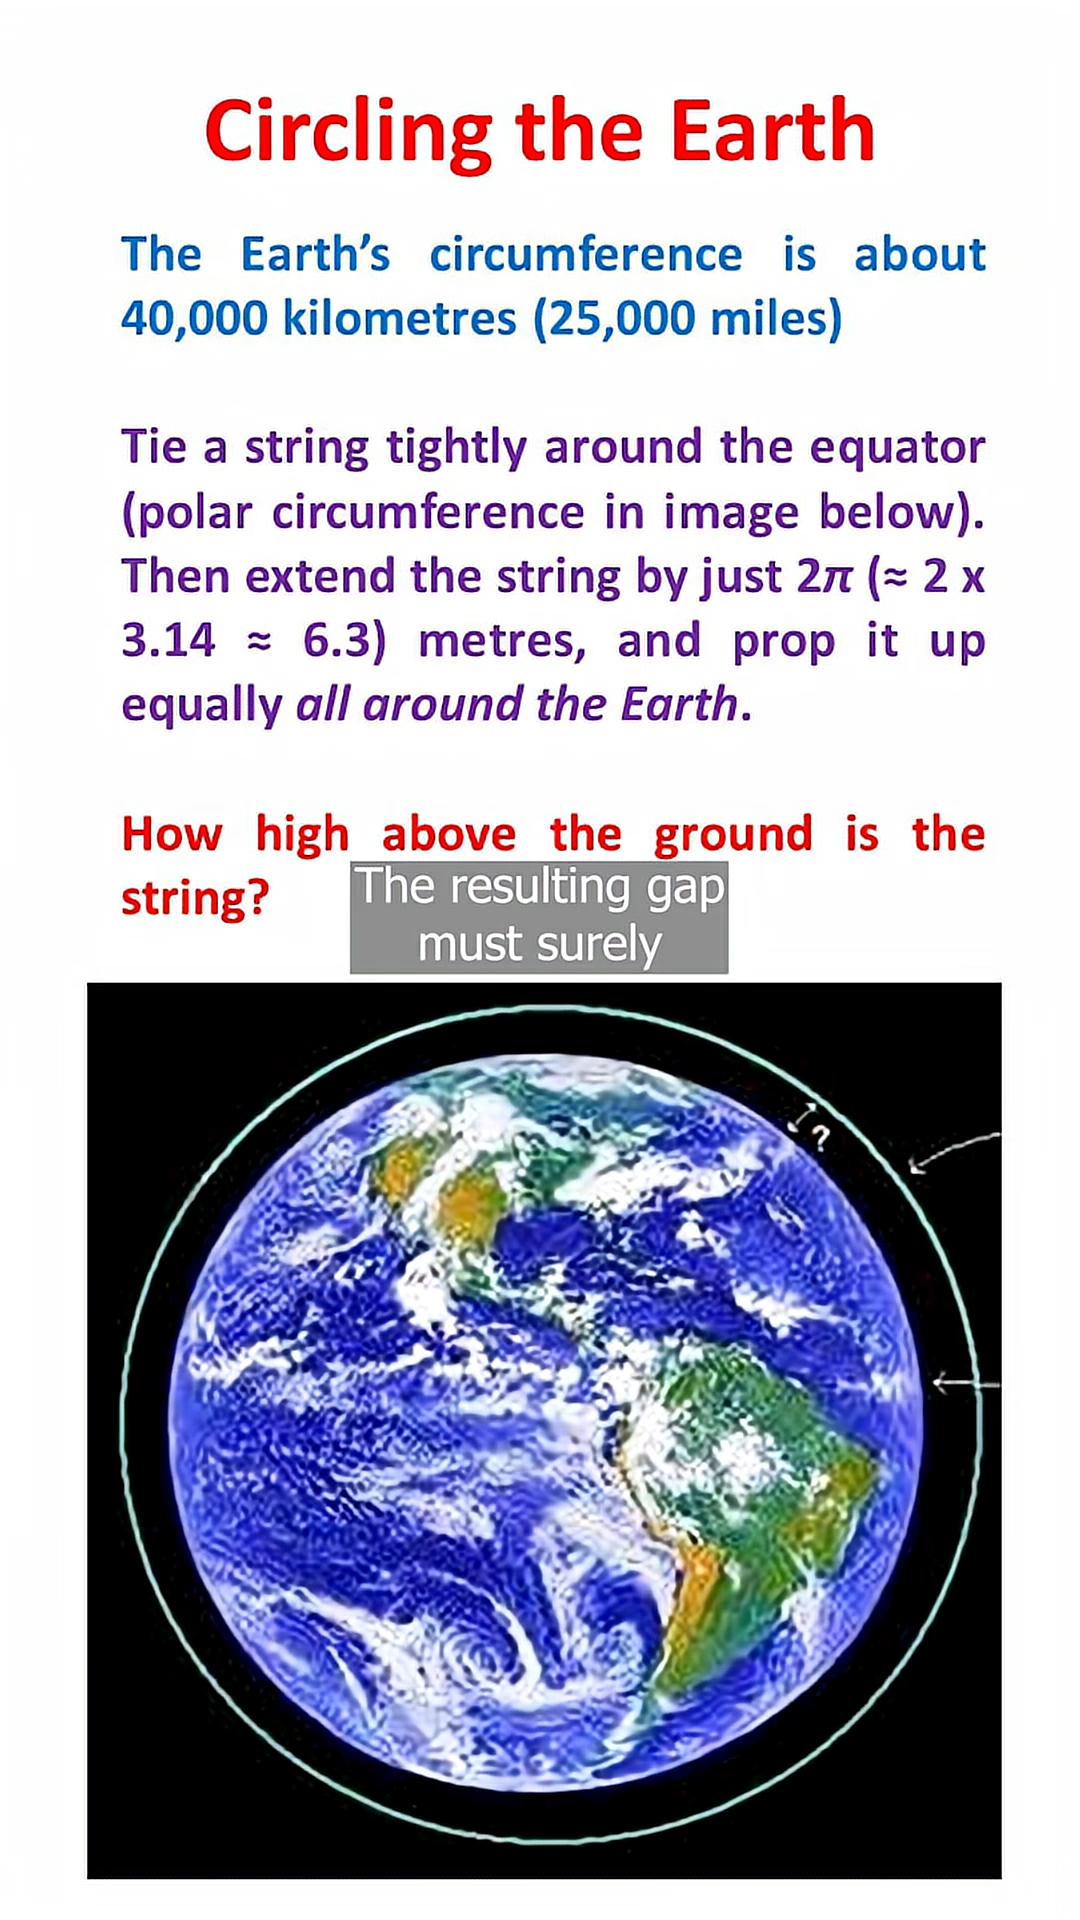 Circling the Earth
The Earth’s circumference is about
40,000 kilometres (25,000 miles)
Tie a string tightly around the equator
(polar circumference in image below).
Then extend the string by just 2π (≈ 2 x
3.14 ≈ 6.3) metres, and prop it up
equally all around the Earth.
How high above the ground is the
string?
The resulting gap
must surely
?